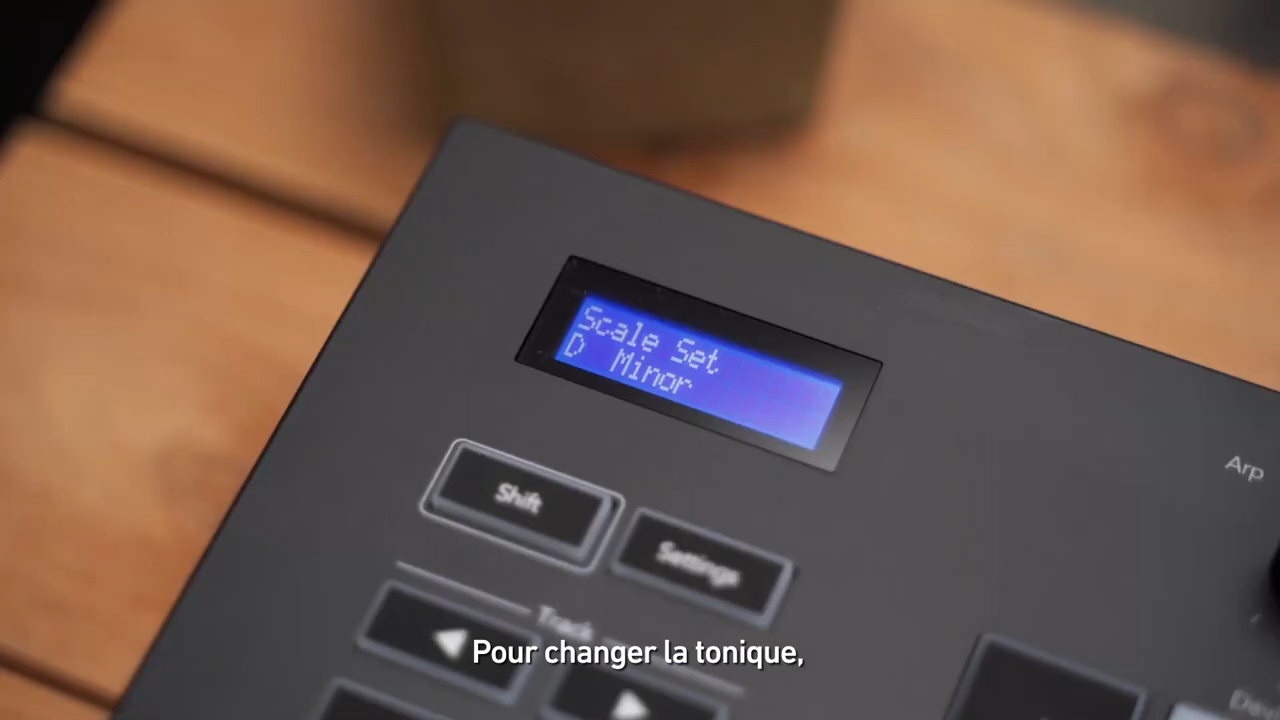 Scale Set
D Minor
Arp
Shift
Settings
Track
Pour changer la tonique,